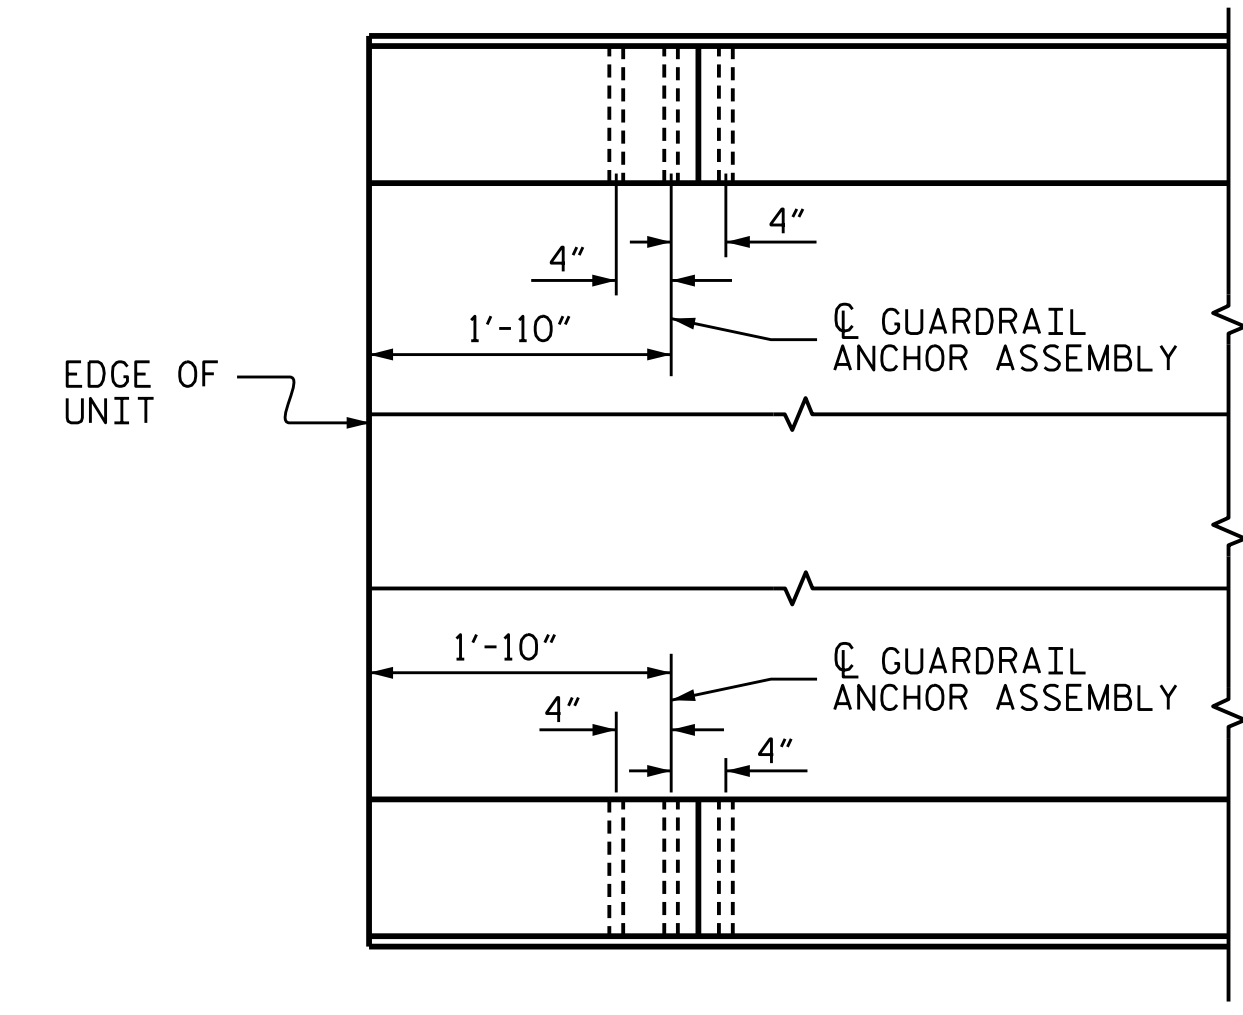 4"
4"
1'-10"
℄ GUARDRAIL
ANCHOR ASSEMBLY
EDGE OF
UNIT
1'-10"
℄ GUARDRAIL
ANCHOR ASSEMBLY
4"
4"